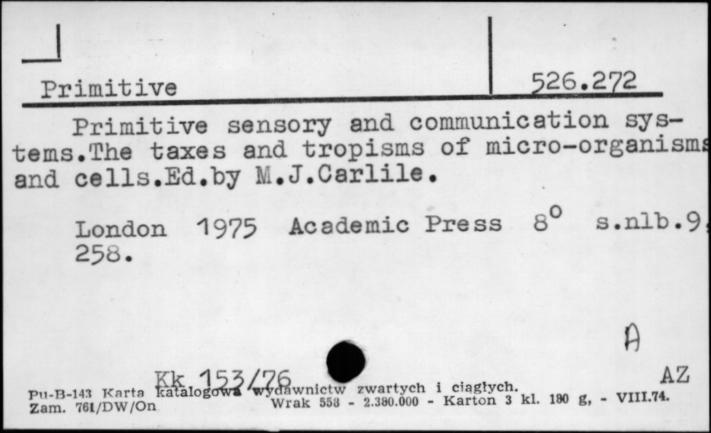 Primitive 526.272
Primitive sensory and communication sys-
tems.The taxes and tropisms of micro-organisms
and cells.Ed.by M.J.Carlile.
London 1975 Academic Press 8° s.nlb.9,
258.
A
Kk 153/76 AZ
Pu-B-143 Karta katalogowa wydawnictw zwartych i ciągłych.
Zam. 761/DW/On Wrak 558 - 2.380.000 - Karton 3 kl. 180 g, - VIII.74.